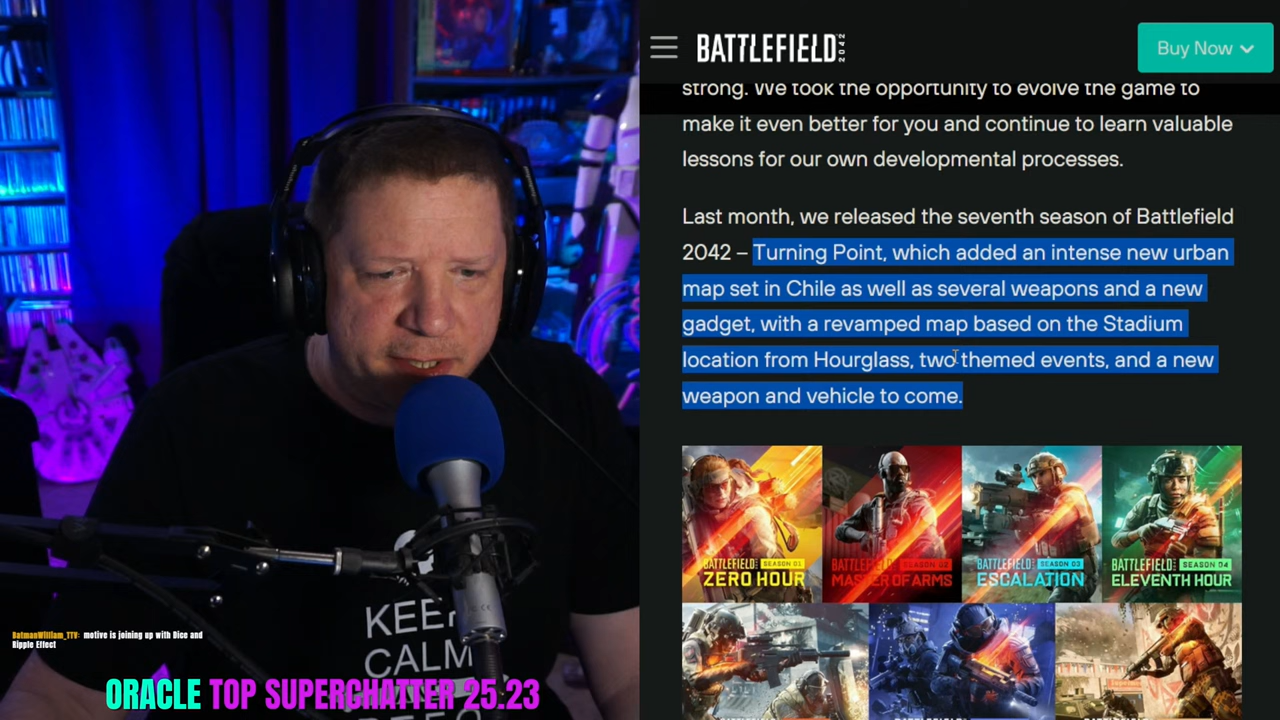 BATTLEFIELD 2042
Buy Now
strong. We took the opportunity to evolve the game to
make it even better for you and continue to learn valuable
lessons for our own developmental processes.
Last month, we released the seventh season of Battlefield
2042 – Turning Point, which added an intense new urban
map set in Chile as well as several weapons and a new
gadget, with a revamped map based on the Stadium
location from Hourglass, two themed events, and a new
weapon and vehicle to come.
BATTLEFIELD SEASON 01
ZERO HOUR
BATTLEFIELD SEASON 02
MASTER OF ARMS
BATTLEFIELD SEASON 03
ESCALATION
BATTLEFIELD SEASON 04
ELEVENTH HOUR
KEEP
CALM
BatmanWilliam_TTV: motive is joining up with Dice and
Ripple Effect
ORACLE TOP SUPERCHATTER 25.23